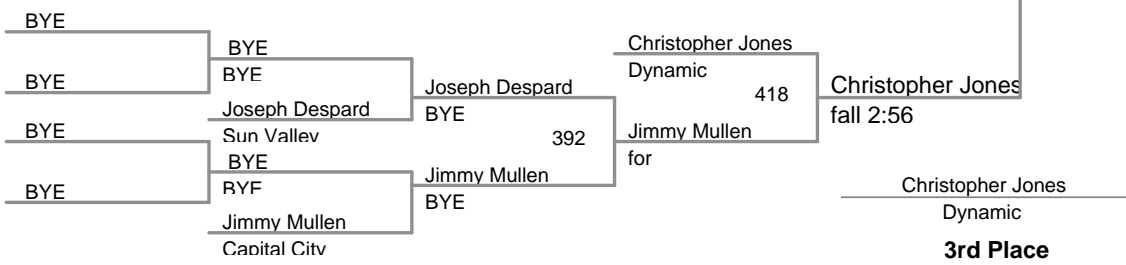 BYE
BYE
BYE
BYE
BYE
BYE
Joseph Despard
Sun Valley
BYE
BYE
Jimmy Mullen
Capital City
Joseph Despard
BYE
392
Jimmy Mullen
BYE
Christopher Jones
Dynamic
418
Jimmy Mullen
for
Christopher Jones
fall 2:56
Christopher Jones
Dynamic
3rd Place